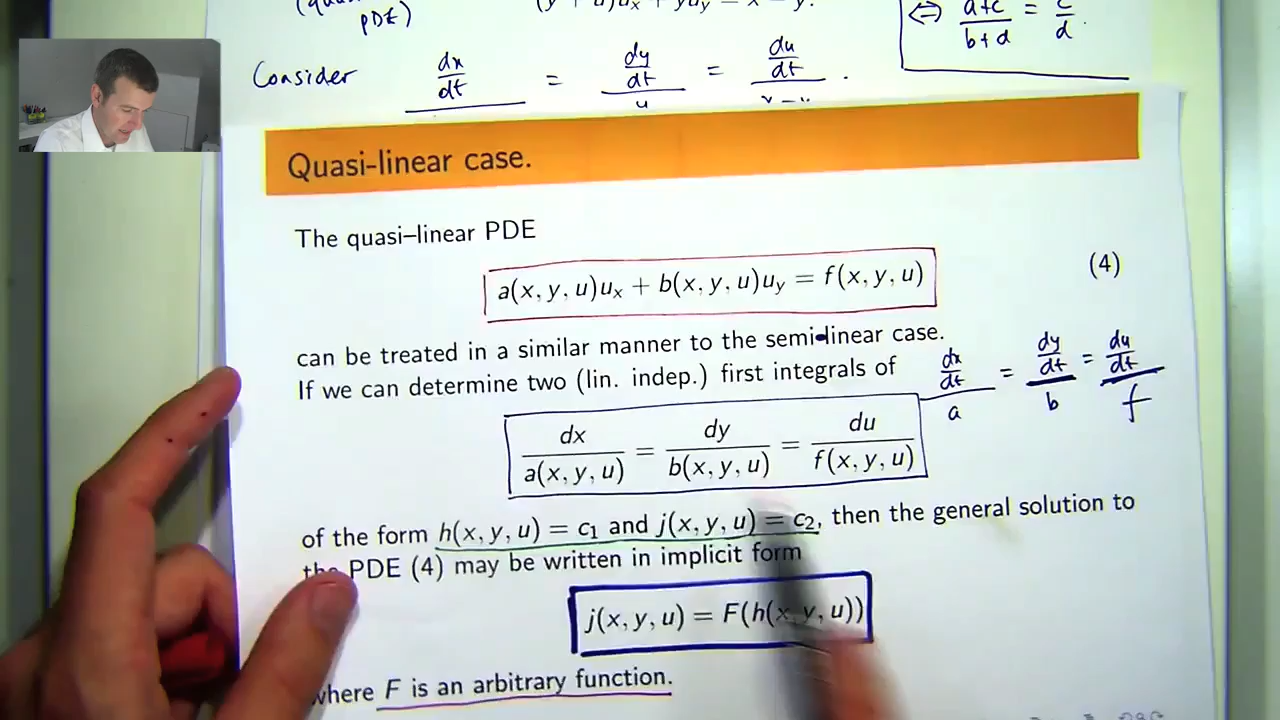 PDE)
⇔ a+c/b+d = c/d.
Consider dx/dt = dy/dt/y = du/dt/x-y .
Quasi-linear case.
The quasi–linear PDE
a(x, y, u)uₓ + b(x, y, u)u_y = f(x, y, u) (4)
can be treated in a similar manner to the semi-linear case.
If we can determine two (lin. indep.) first integrals of dx/dt/a = dy/dt/b = du/dt/f
dx/a(x, y, u) = dy/b(x, y, u) = du/f(x, y, u)
of the form h(x, y, u) = c₁ and j(x, y, u) = c₂, then the general solution to
the PDE (4) may be written in implicit form
j(x, y, u) = F(h(x, y, u))
where F is an arbitrary function.